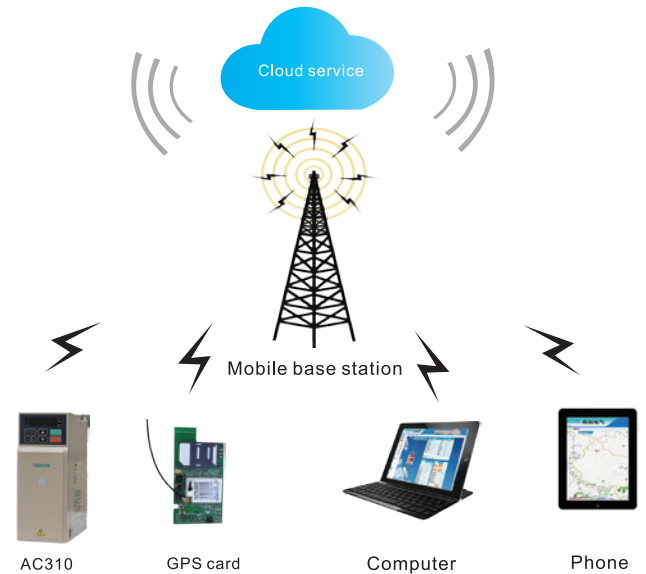 Cloud service
Mobile base station
AC310
GPS card
Computer
Phone